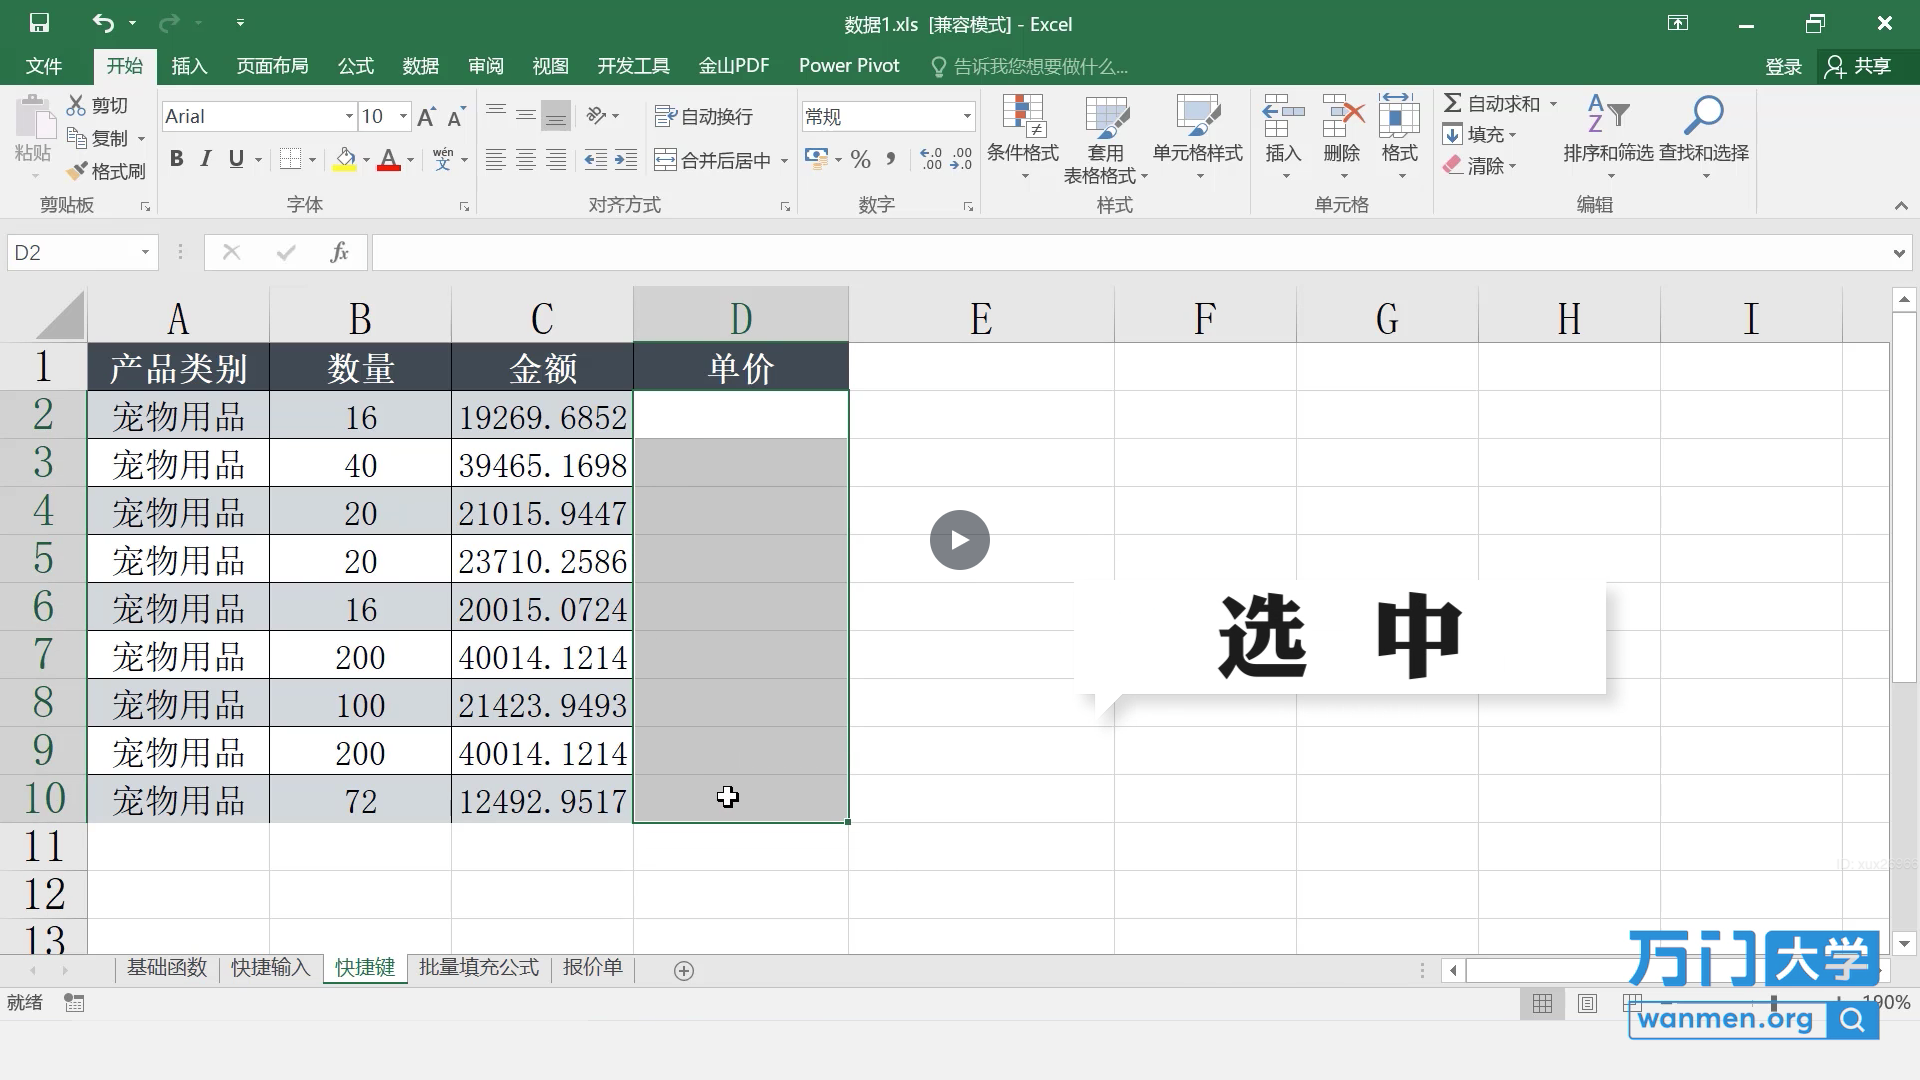 数据1.xls [兼容模式] - Excel
文件 开始 插入 页面布局 公式 数据 审阅 视图 开发工具 金山PDF Power Pivot 告诉我您想要做什么... 登录 共享
粘贴 剪切 复制 格式刷
Arial 10
B I U wén 文
自动换行
合并后居中
常规
% , .00 .0
条件格式 套用 表格格式 单元格样式
插入 删除 格式
自动求和 填充 清除
排序和筛选 查找和选择
剪贴板 字体 对齐方式 数字 样式 单元格 编辑
D2 fx
A B C D E F G H I
1 产品类别 数量 金额 单价
2 宠物用品 16 19269.6852
3 宠物用品 40 39465.1698
4 宠物用品 20 21015.9447
5 宠物用品 20 23710.2586
6 宠物用品 16 20015.0724
7 宠物用品 200 40014.1214
8 宠物用品 100 21423.9493
9 宠物用品 200 40014.1214
10 宠物用品 72 12492.9517
11
12
13
选 中
基础函数 快捷输入 快捷键 批量填充公式 报价单
就绪 190%
万门大学
wanmen.org